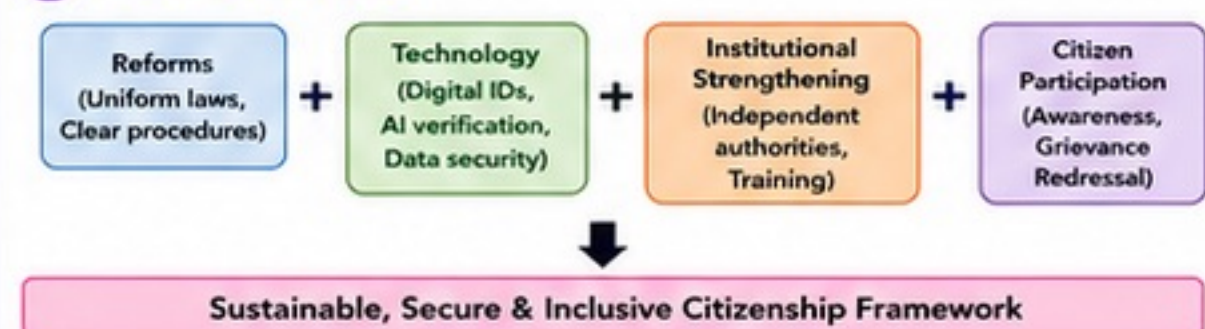 Reforms
(Uniform laws,
Clear procedures)
+
Technology
(Digital IDs,
AI verification,
Data security)
+
Institutional
Strengthening
(Independent
authorities,
Training)
+
Citizen
Participation
(Awareness,
Grievance
Redressal)
Sustainable, Secure & Inclusive Citizenship Framework